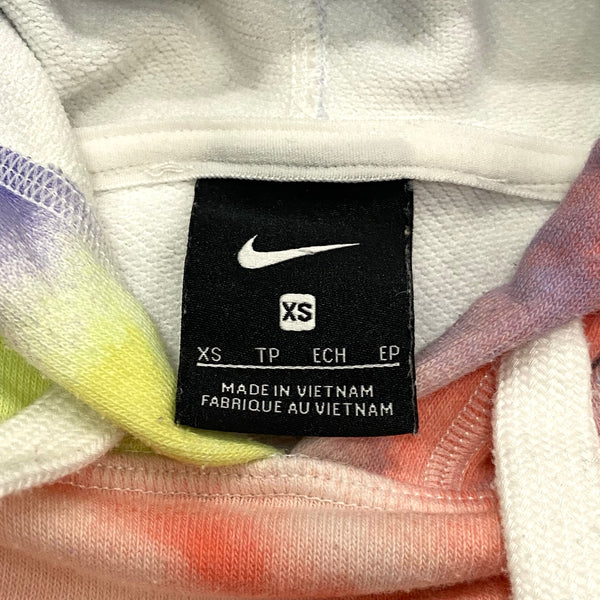 XS
XS TP ECH EP
MADE IN VIETNAM
FABRIQUE AU VIETNAM